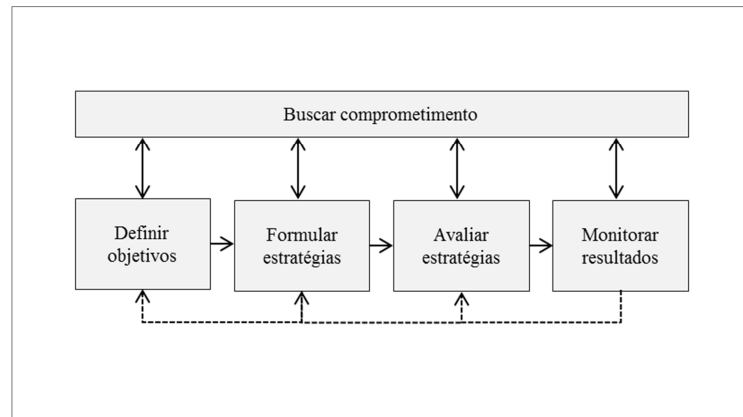 Buscar comprometimento
Definir
objetivos
Formular
estratégias
Avaliar
estratégias
Monitorar
resultados